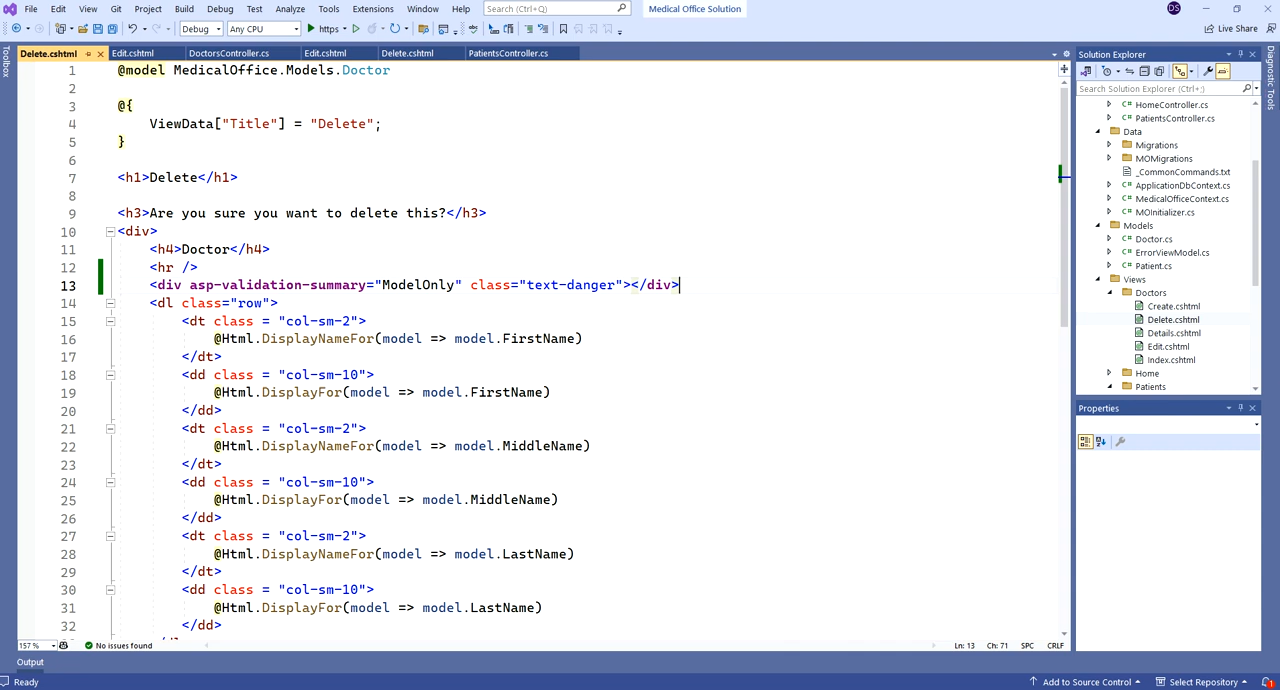 File Edit View Git Project Build Debug Test Analyze Tools Extensions Window Help Search (Ctrl+Q) Medical Office Solution DS
Debug Any CPU https Live Share
Toolbox
Delete.cshtml Edit.cshtml DoctorsController.cs Edit.cshtml Delete.cshtml PatientsController.cs
1 @model MedicalOffice.Models.Doctor
2
3 @{
4 ViewData["Title"] = "Delete";
5 }
6
7 <h1>Delete</h1>
8
9 <h3>Are you sure you want to delete this?</h3>
10 <div>
11 <h4>Doctor</h4>
12 <hr />
13 <div asp-validation-summary="ModelOnly" class="text-danger"></div>
14 <dl class="row">
15 <dt class = "col-sm-2">
16 @Html.DisplayNameFor(model => model.FirstName)
17 </dt>
18 <dd class = "col-sm-10">
19 @Html.DisplayFor(model => model.FirstName)
20 </dd>
21 <dt class = "col-sm-2">
22 @Html.DisplayNameFor(model => model.MiddleName)
23 </dt>
24 <dd class = "col-sm-10">
25 @Html.DisplayFor(model => model.MiddleName)
26 </dd>
27 <dt class = "col-sm-2">
28 @Html.DisplayNameFor(model => model.LastName)
29 </dt>
30 <dd class = "col-sm-10">
31 @Html.DisplayFor(model => model.LastName)
32 </dd>
157 % No issues found Ln: 13 Ch: 71 SPC CRLF
Solution Explorer
Search Solution Explorer (Ctrl+;)
C# HomeController.cs
C# PatientsController.cs
Data
Migrations
MOMigrations
_CommonCommands.txt
C# ApplicationDbContext.cs
C# MedicalOfficeContext.cs
C# MOInitializer.cs
Models
C# Doctor.cs
C# ErrorViewModel.cs
C# Patient.cs
Views
Doctors
Create.cshtml
Delete.cshtml
Details.cshtml
Edit.cshtml
Index.cshtml
Home
Patients
Properties
Diagnostic Tools
Output
Ready Add to Source Control Select Repository 1